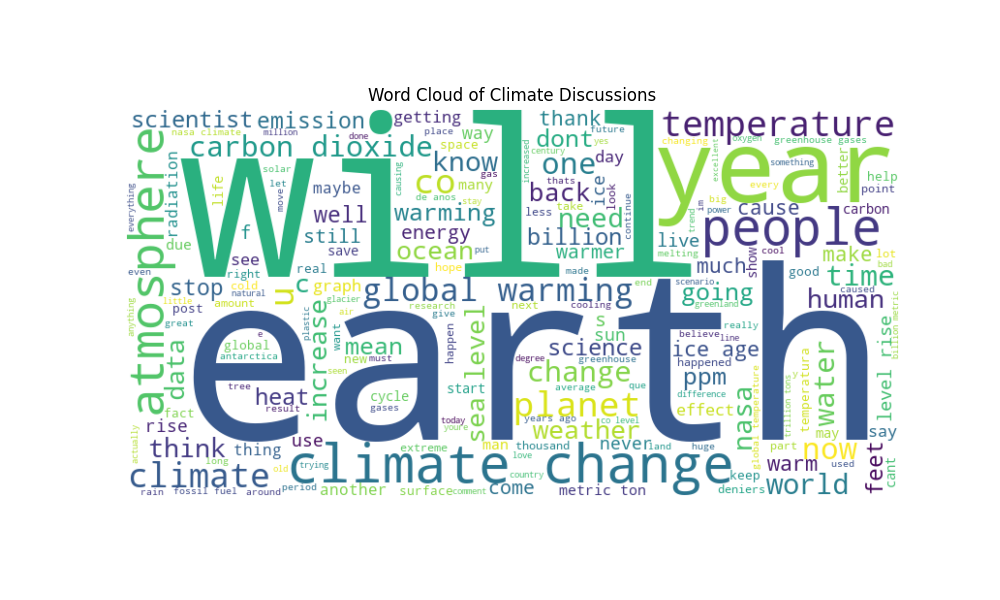 Word Cloud of Climate Discussions
scientist
emission
getting
thank
future
temperature
nasa climate
million
done
place
way
dont
yes
changing
oxygen
greenhouse gases
carbon dioxide
space
know
one
day
century
increased
excellent
something
better
help
atmosphere
radiation
life
solar
let
move
maybe
causing
gas
co
many
thats
back
ice
look
will
year
every
point
everything
de anos
stay
take
less
im
big
power
trend
cause
carbon
due
f
well
warming
need
continue
people
still
energy
billion
live
save
ocean
put
warmer
melting
much
show
cool
good
make
lot
bad
even
see
right
real
hope
made
end
going
time
stop
cold
natural
u
c
graph
global warming
scenario
greenland
human
caused
anything
little
post
amount
glacier
air
research
give
next
cooling
s
billion metric
great
data
e
plastic
increase
want
mean
happen
level
sea
sun
science
believe
line
really
water
level rise
global
antarctica
new
must
seen
degree
greenhouse
change
ice age
happened
earth
tree
heat
result
cycle
gases
start
average
que
ppm
difference
temperatura
yc
trillion tons
fact
rise
today
youre
planet
years ago
co level
effect
nasa
global temperature
may
say
actually
think
thing
use
man
thousand
weather
never
land
huge
part
now
feet
cant
long
extreme
love
climate
old
trying
climate change
country
keep
warm
used
deniers
world
rain
fossil fuel
around
period
another
surface
comment
come
metric ton